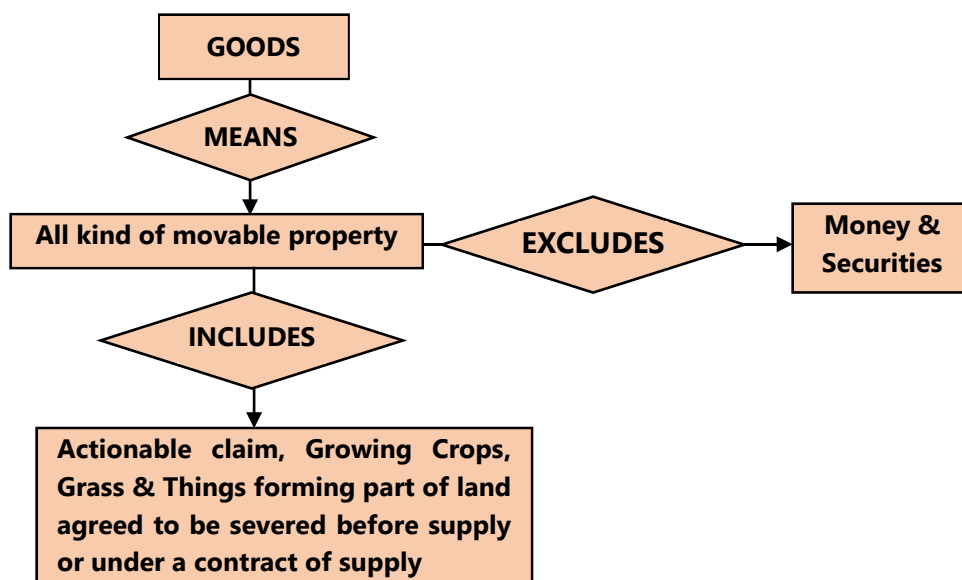 GOODS
MEANS
All kind of movable property
EXCLUDES
Money &
Securities
INCLUDES
Actionable claim, Growing Crops,
Grass & Things forming part of land
agreed to be severed before supply
or under a contract of supply